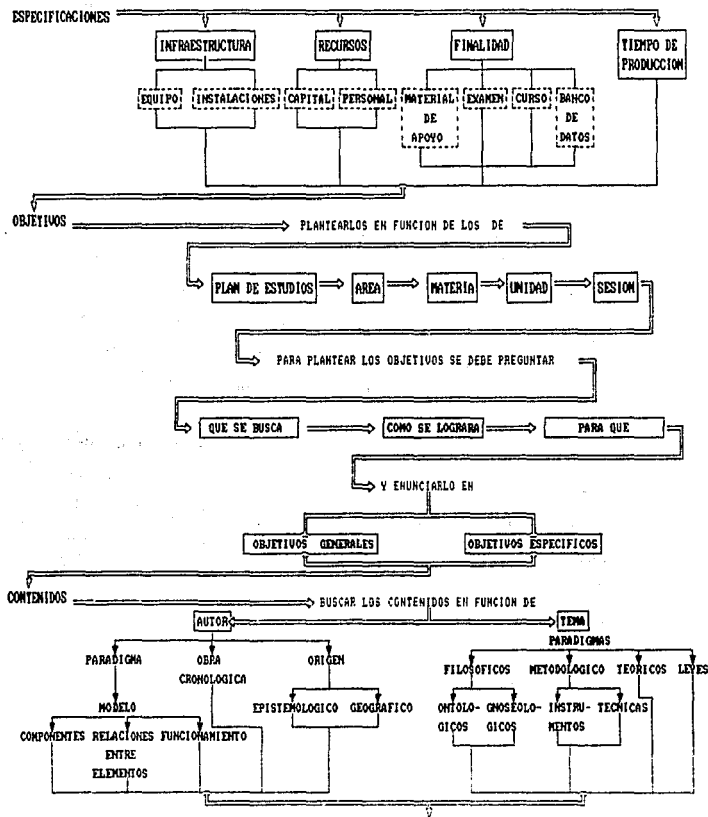 ESPECIFICACIONES
INFRAESTRUCTURA RECURSOS FINALIDAD TIEMPO DE
PRODUCCION
EQUIPO INSTALACIONES CAPITAL PERSONAL MATERIAL EXAMEN CURSO BANCO
DE DE
APOYO DATOS
OBJETIVOS PLANTEARLOS EN FUNCION DE LOS DE
PLAN DE ESTUDIOS AREA MATERIA UNIDAD SESION
PARA PLANTEAR LOS OBJETIVOS SE DEBE PREGUNTAR
QUE SE BUSCA COMO SE LOGRARA PARA QUE
Y ENUNCIARLO EN
OBJETIVOS GENERALES OBJETIVOS ESPECIFICOS
CONTENIDOS BUSCAR LOS CONTENIDOS EN FUNCION DE
AUTOR TEMA
PARADIGMAS
PARADIGMA OBRA ORIGEN FILOSOFICOS METODOLOGICO TEORICOS LEYES
CRONOLOGICA
EPISTEMOLOGICO GEOGRAFICO ONTOLO- GNOSEOLO- INSTRU- TECNICAS
GICOS GICOS MENTOS
MODELO
COMPONENTES RELACIONES FUNCIONAMIENTO
ENTRE
ELEMENTOS